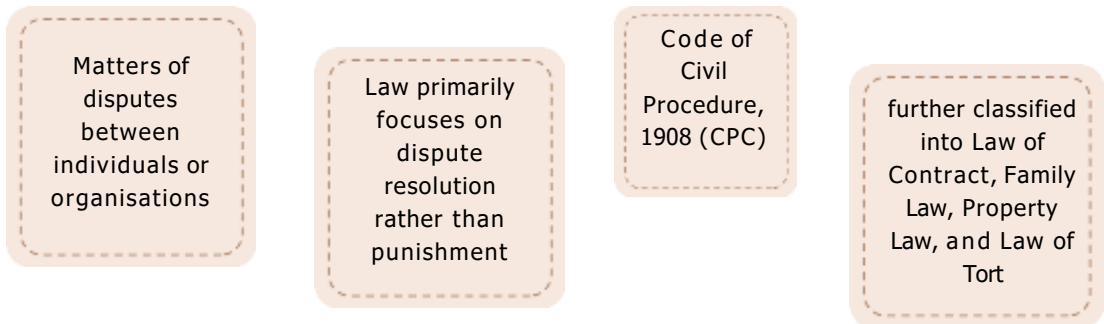 Matters of
disputes
between
individuals or
organisations
Law primarily
focuses on
dispute
resolution
rather than
punishment
Code of
Civil
Procedure,
1908 (CPC)
further classified
into Law of
Contract, Family
Law, Property
Law, and Law of
Tort